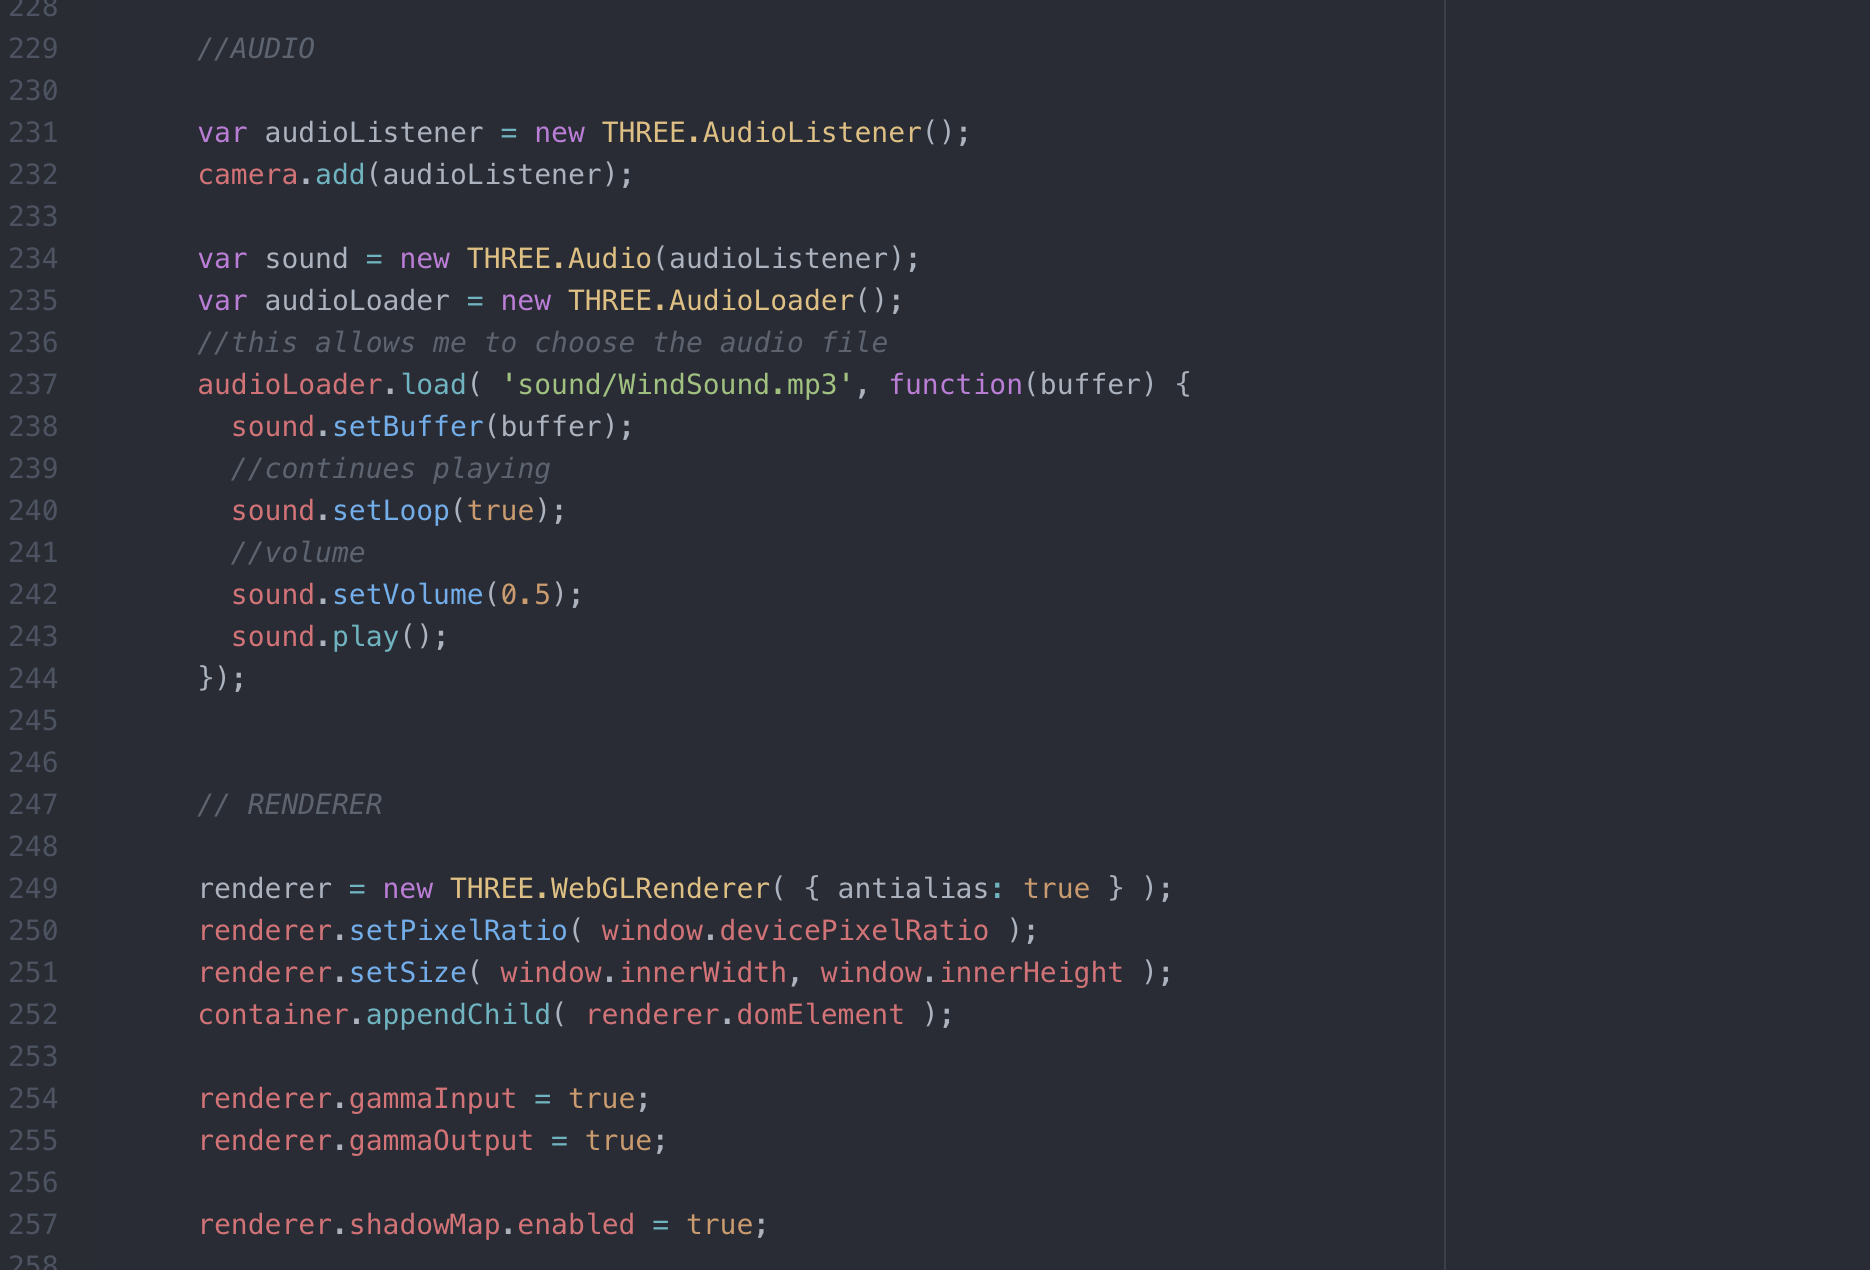 228
229 //AUDIO
230
231 var audioListener = new THREE.AudioListener();
232 camera.add(audioListener);
233
234 var sound = new THREE.Audio(audioListener);
235 var audioLoader = new THREE.AudioLoader();
236 //this allows me to choose the audio file
237 audioLoader.load( 'sound/WindSound.mp3', function(buffer) {
238 sound.setBuffer(buffer);
239 //continues playing
240 sound.setLoop(true);
241 //volume
242 sound.setVolume(0.5);
243 sound.play();
244 });
245
246
247 // RENDERER
248
249 renderer = new THREE.WebGLRenderer( { antialias: true } );
250 renderer.setPixelRatio( window.devicePixelRatio );
251 renderer.setSize( window.innerWidth, window.innerHeight );
252 container.appendChild( renderer.domElement );
253
254 renderer.gammaInput = true;
255 renderer.gammaOutput = true;
256
257 renderer.shadowMap.enabled = true;
258